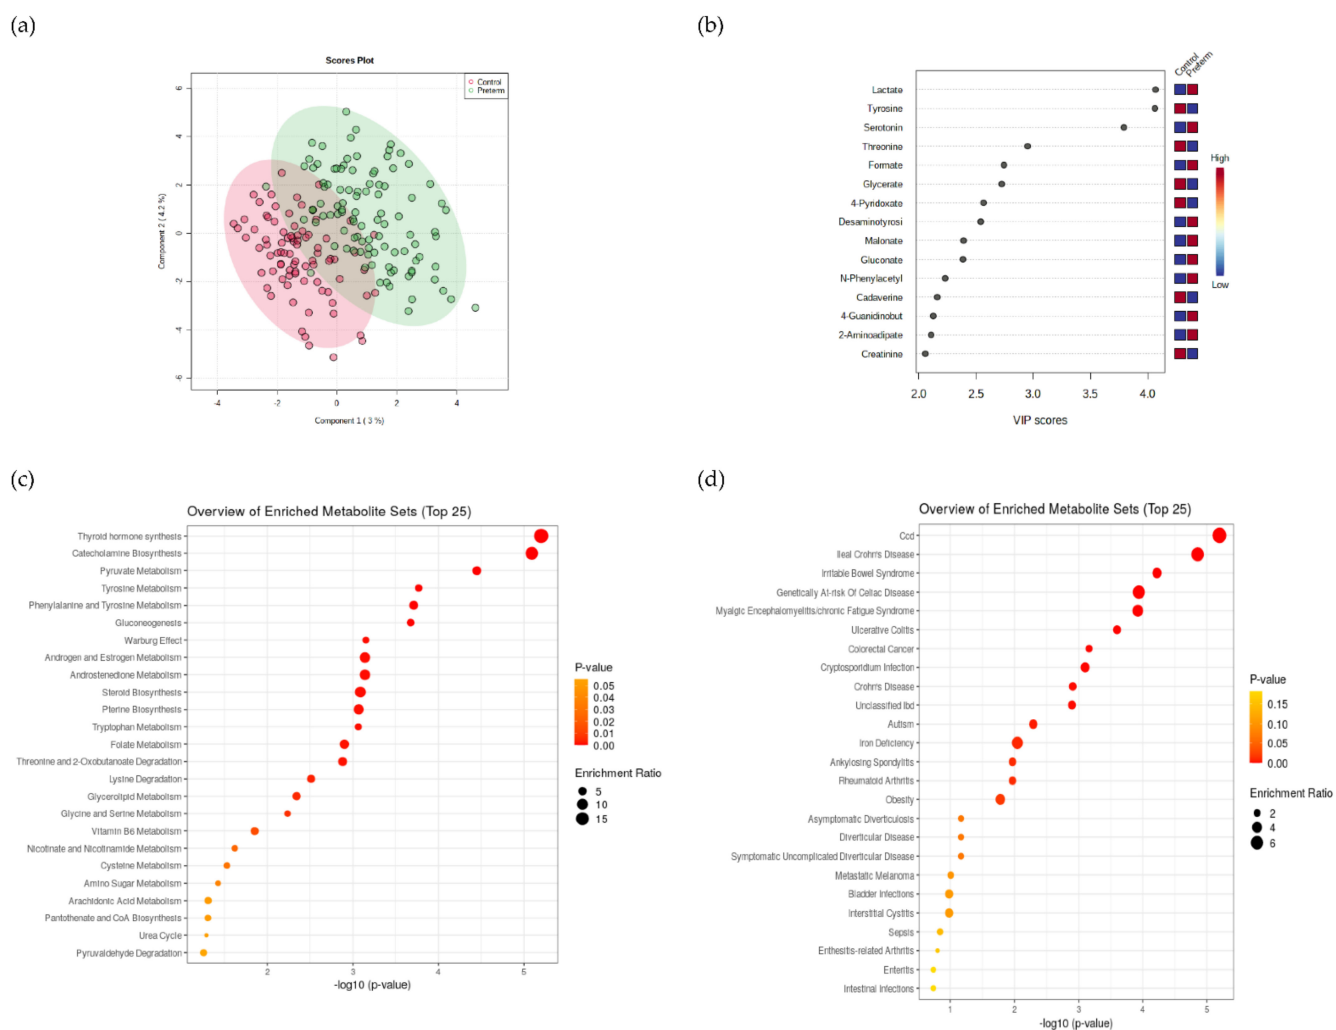 (a)
Scores Plot
Control
Preterm
Component 2 ( 4.2 %)
6
4
2
0
-2
-4
-6
-4
-2
0
2
4
Component 1 ( 3 %)
(b)
Control
Preterm
Lactate
Tyrosine
Serotonin
Threonine
Formate
Glycerate
4-Pyridoxate
Desaminotyrosi
Malonate
Gluconate
N-Phenylacetyl
Cadaverine
4-Guanidinobut
2-Aminoadipate
Creatinine
High
Low
2.0
2.5
3.0
3.5
4.0
VIP scores
(c)
Overview of Enriched Metabolite Sets (Top 25)
Thyroid hormone synthesis
Catecholamine Biosynthesis
Pyruvate Metabolism
Tyrosine Metabolism
Phenylalanine and Tyrosine Metabolism
Gluconeogenesis
Warburg Effect
Androgen and Estrogen Metabolism
Androstenedione Metabolism
Steroid Biosynthesis
Pterine Biosynthesis
Tryptophan Metabolism
Folate Metabolism
Threonine and 2-Oxobutanoate Degradation
Lysine Degradation
Glycerolipid Metabolism
Glycine and Serine Metabolism
Vitamin B6 Metabolism
Nicotinate and Nicotinamide Metabolism
Cysteine Metabolism
Amino Sugar Metabolism
Arachidonic Acid Metabolism
Pantothenate and CoA Biosynthesis
Urea Cycle
Pyruvaldehyde Degradation
2
3
4
5
-log10 (p-value)
P-value
0.05
0.04
0.03
0.02
0.01
0.00
Enrichment Ratio
5
10
15
(d)
Overview of Enriched Metabolite Sets (Top 25)
Ccd
Ileal Crohn's Disease
Irritable Bowel Syndrome
Genetically At-risk Of Celiac Disease
Myalgic Encephalomyelitis/chronic Fatigue Syndrome
Ulcerative Colitis
Colorectal Cancer
Cryptosporidium Infection
Crohn's Disease
Unclassified Ibd
Autism
Iron Deficiency
Ankylosing Spondylitis
Rheumatoid Arthritis
Obesity
Asymptomatic Diverticulosis
Diverticular Disease
Symptomatic Uncomplicated Diverticular Disease
Metastatic Melanoma
Bladder Infections
Interstitial Cystitis
Sepsis
Enthesitis-related Arthritis
Enteritis
Intestinal Infections
1
2
3
4
5
-log10 (p-value)
P-value
0.15
0.10
0.05
0.00
Enrichment Ratio
2
4
6